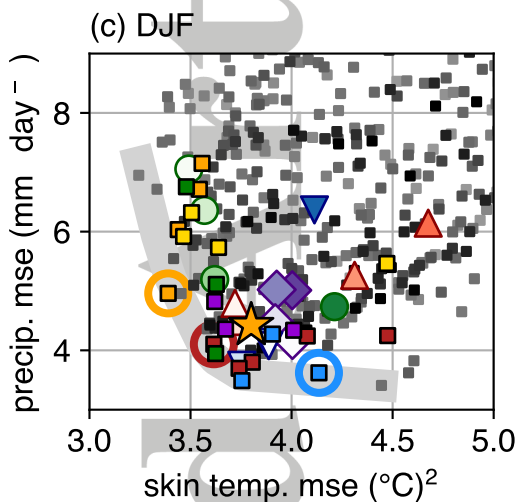 (c) DJF
precip. mse (mm day⁻ )
8
6
4
3.0 3.5 4.0 4.5 5.0
skin temp. mse (°C)²